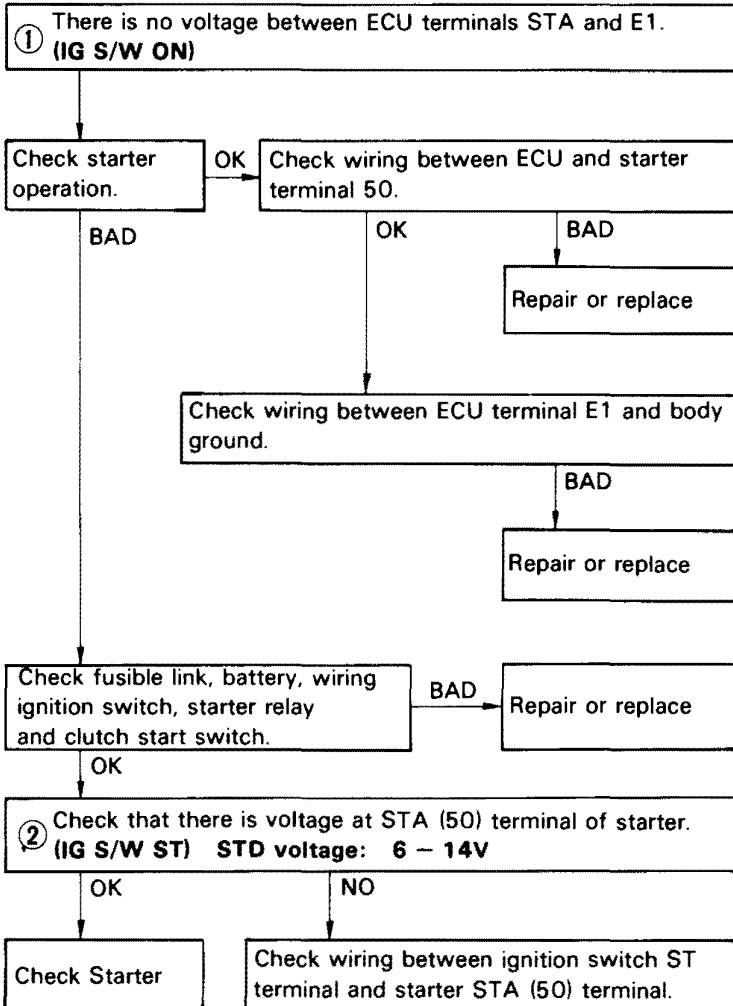 ① There is no voltage between ECU terminals STA and E1.
(IG S/W ON)
Check starter
operation.
OK
Check wiring between ECU and starter
terminal 50.
BAD
OK
BAD
Repair or replace
Check wiring between ECU terminal E1 and body
ground.
BAD
Repair or replace
Check fusible link, battery, wiring
ignition switch, starter relay
and clutch start switch.
BAD
Repair or replace
OK
② Check that there is voltage at STA (50) terminal of starter.
(IG S/W ST) STD voltage: 6 – 14V
OK
NO
Check Starter
Check wiring between ignition switch ST
terminal and starter STA (50) terminal.